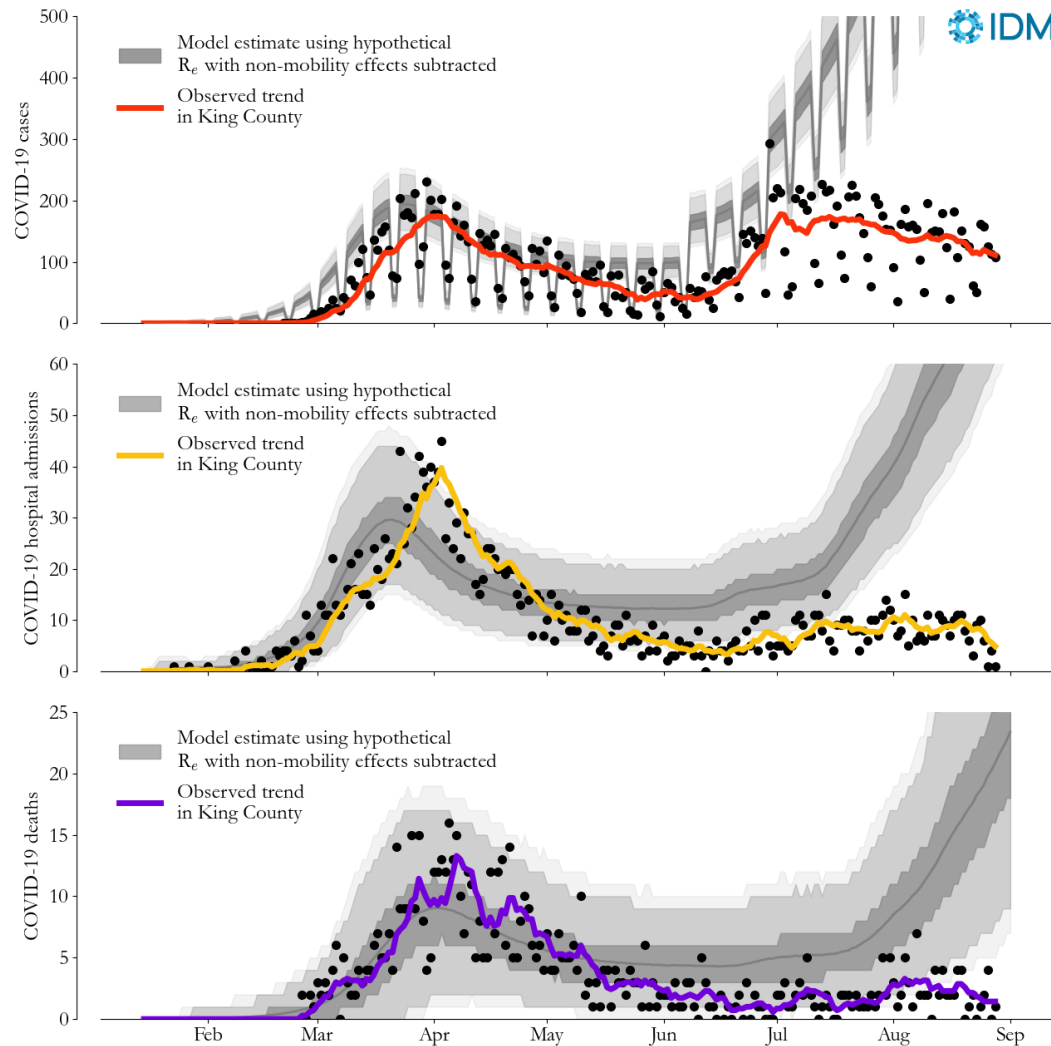 IDM
500
400
300
200
100
0
COVID-19 cases
Model estimate using hypothetical
Re with non-mobility effects subtracted
Observed trend
in King County
60
50
40
30
20
10
0
COVID-19 hospital admissions
Model estimate using hypothetical
Re with non-mobility effects subtracted
Observed trend
in King County
25
20
15
10
5
0
COVID-19 deaths
Model estimate using hypothetical
Re with non-mobility effects subtracted
Observed trend
in King County
Feb Mar Apr May Jun Jul Aug Sep